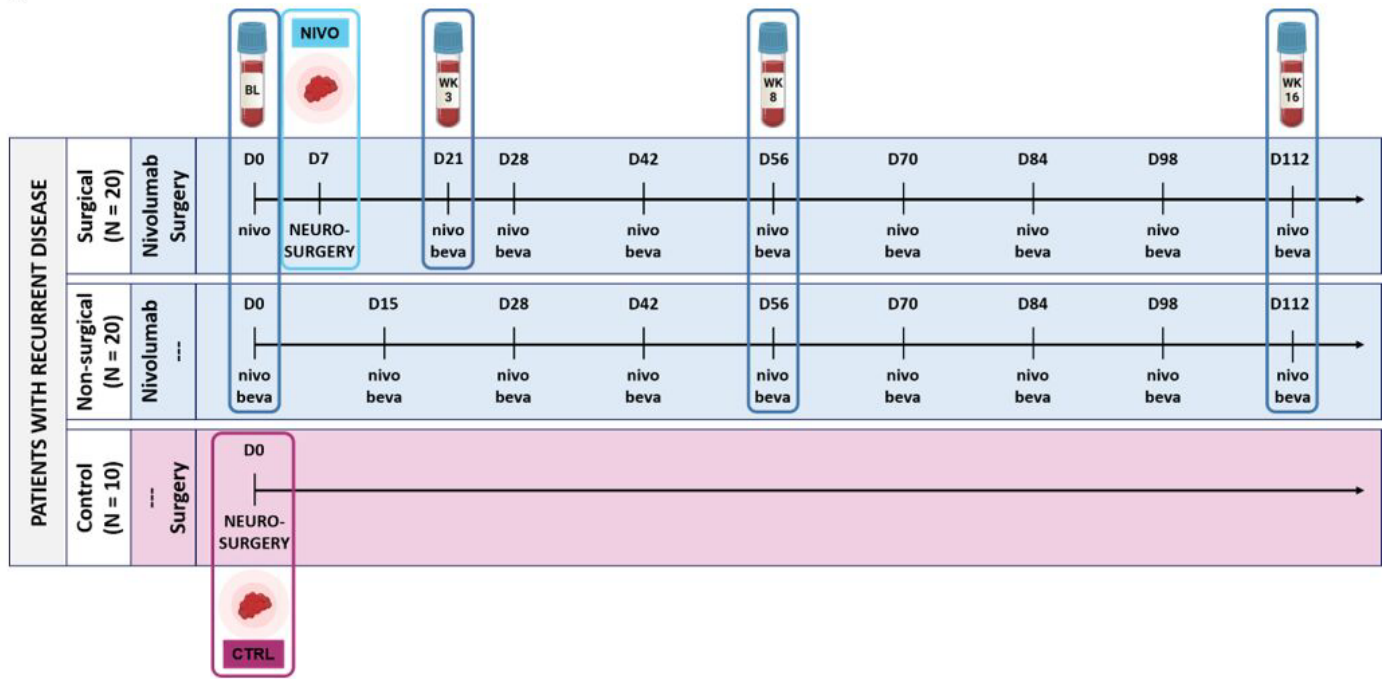 NIVO
BL
WK
3
WK
8
WK
16
PATIENTS WITH RECURRENT DISEASE
Surgical
(N = 20)
Nivolumab
Surgery
D0
D7
D21
D28
D42
D56
D70
D84
D98
D112
nivo
NEURO-
SURGERY
nivo
beva
nivo
beva
nivo
beva
nivo
beva
nivo
beva
nivo
beva
nivo
beva
nivo
beva
Non-surgical
(N = 20)
Nivolumab
---
D0
D15
D28
D42
D56
D70
D84
D98
D112
nivo
beva
nivo
beva
nivo
beva
nivo
beva
nivo
beva
nivo
beva
nivo
beva
nivo
beva
nivo
beva
Control
(N = 10)
---
Surgery
D0
NEURO-
SURGERY
CTRL